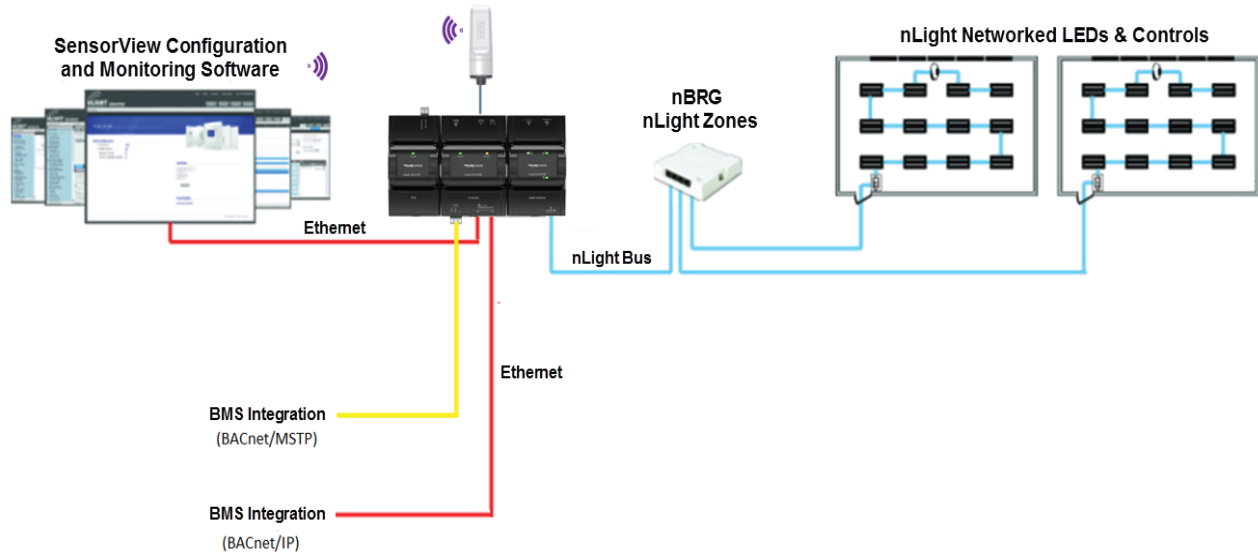 SensorView Configuration
and Monitoring Software
nLight Networked LEDs & Controls
nBRG
nLight Zones
Ethernet
nLight Bus
Ethernet
BMS Integration
(BACnet/MSTP)
BMS Integration
(BACnet/IP)